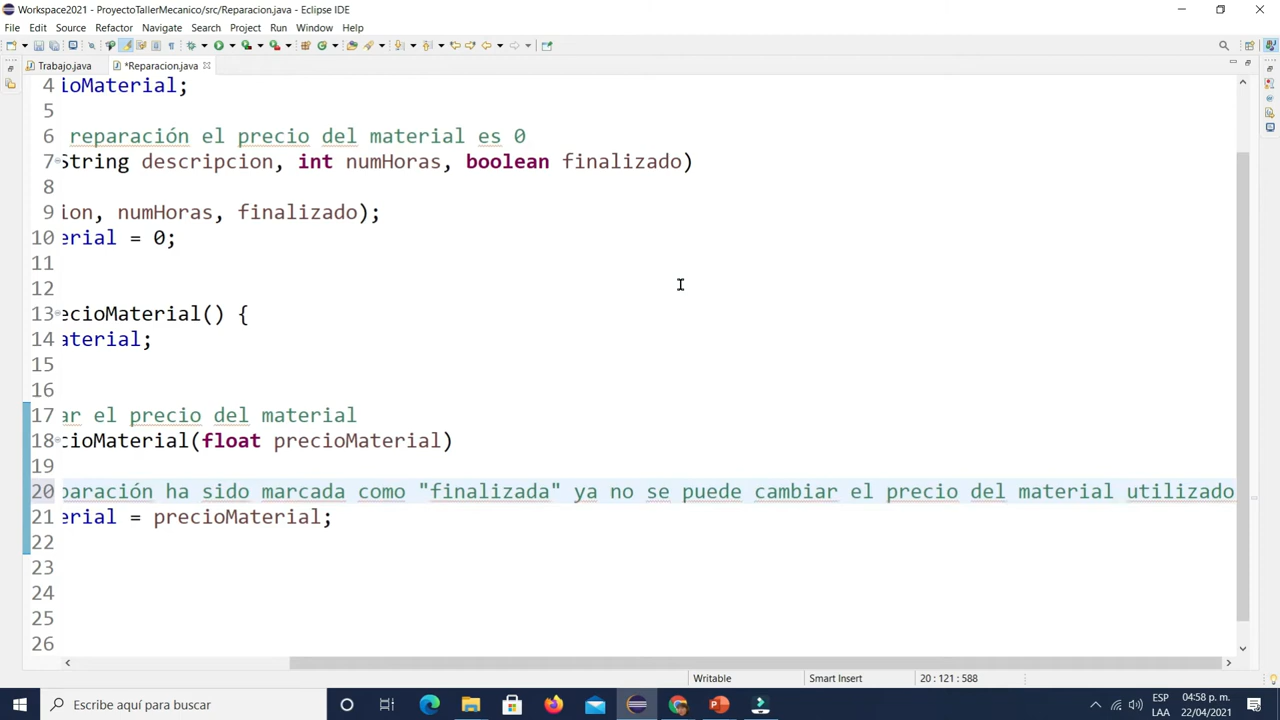 Workspace2021 - ProyectoTallerMecanico/src/Reparacion.java - Eclipse IDE
File Edit Source Refactor Navigate Search Project Run Window Help
Trabajo.java *Reparacion.java
4 ioMaterial;
5
6 reparación el precio del material es 0
7 String descripcion, int numHoras, boolean finalizado)
8
9 ion, numHoras, finalizado);
10 erial = 0;
11
12
13 ecioMaterial() {
14 aterial;
15
16
17 ar el precio del material
18 cioMaterial(float precioMaterial)
19
20 paración ha sido marcada como "finalizada" ya no se puede cambiar el precio del material utilizado
21 erial = precioMaterial;
22
23
24
25
26
Writable Smart Insert 20 : 121 : 588
Escribe aquí para buscar
ESP 04:58 p. m.
LAA 22/04/2021